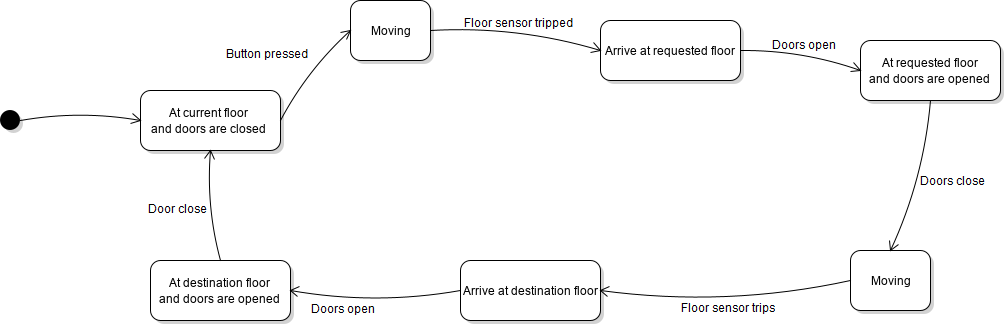 Moving
Floor sensor tripped
Arrive at requested floor
Doors open
At requested floor
and doors are opened
Button pressed
At current floor
and doors are closed
Doors close
Door close
Moving
At destination floor
and doors are opened
Arrive at destination floor
Floor sensor trips
Doors open